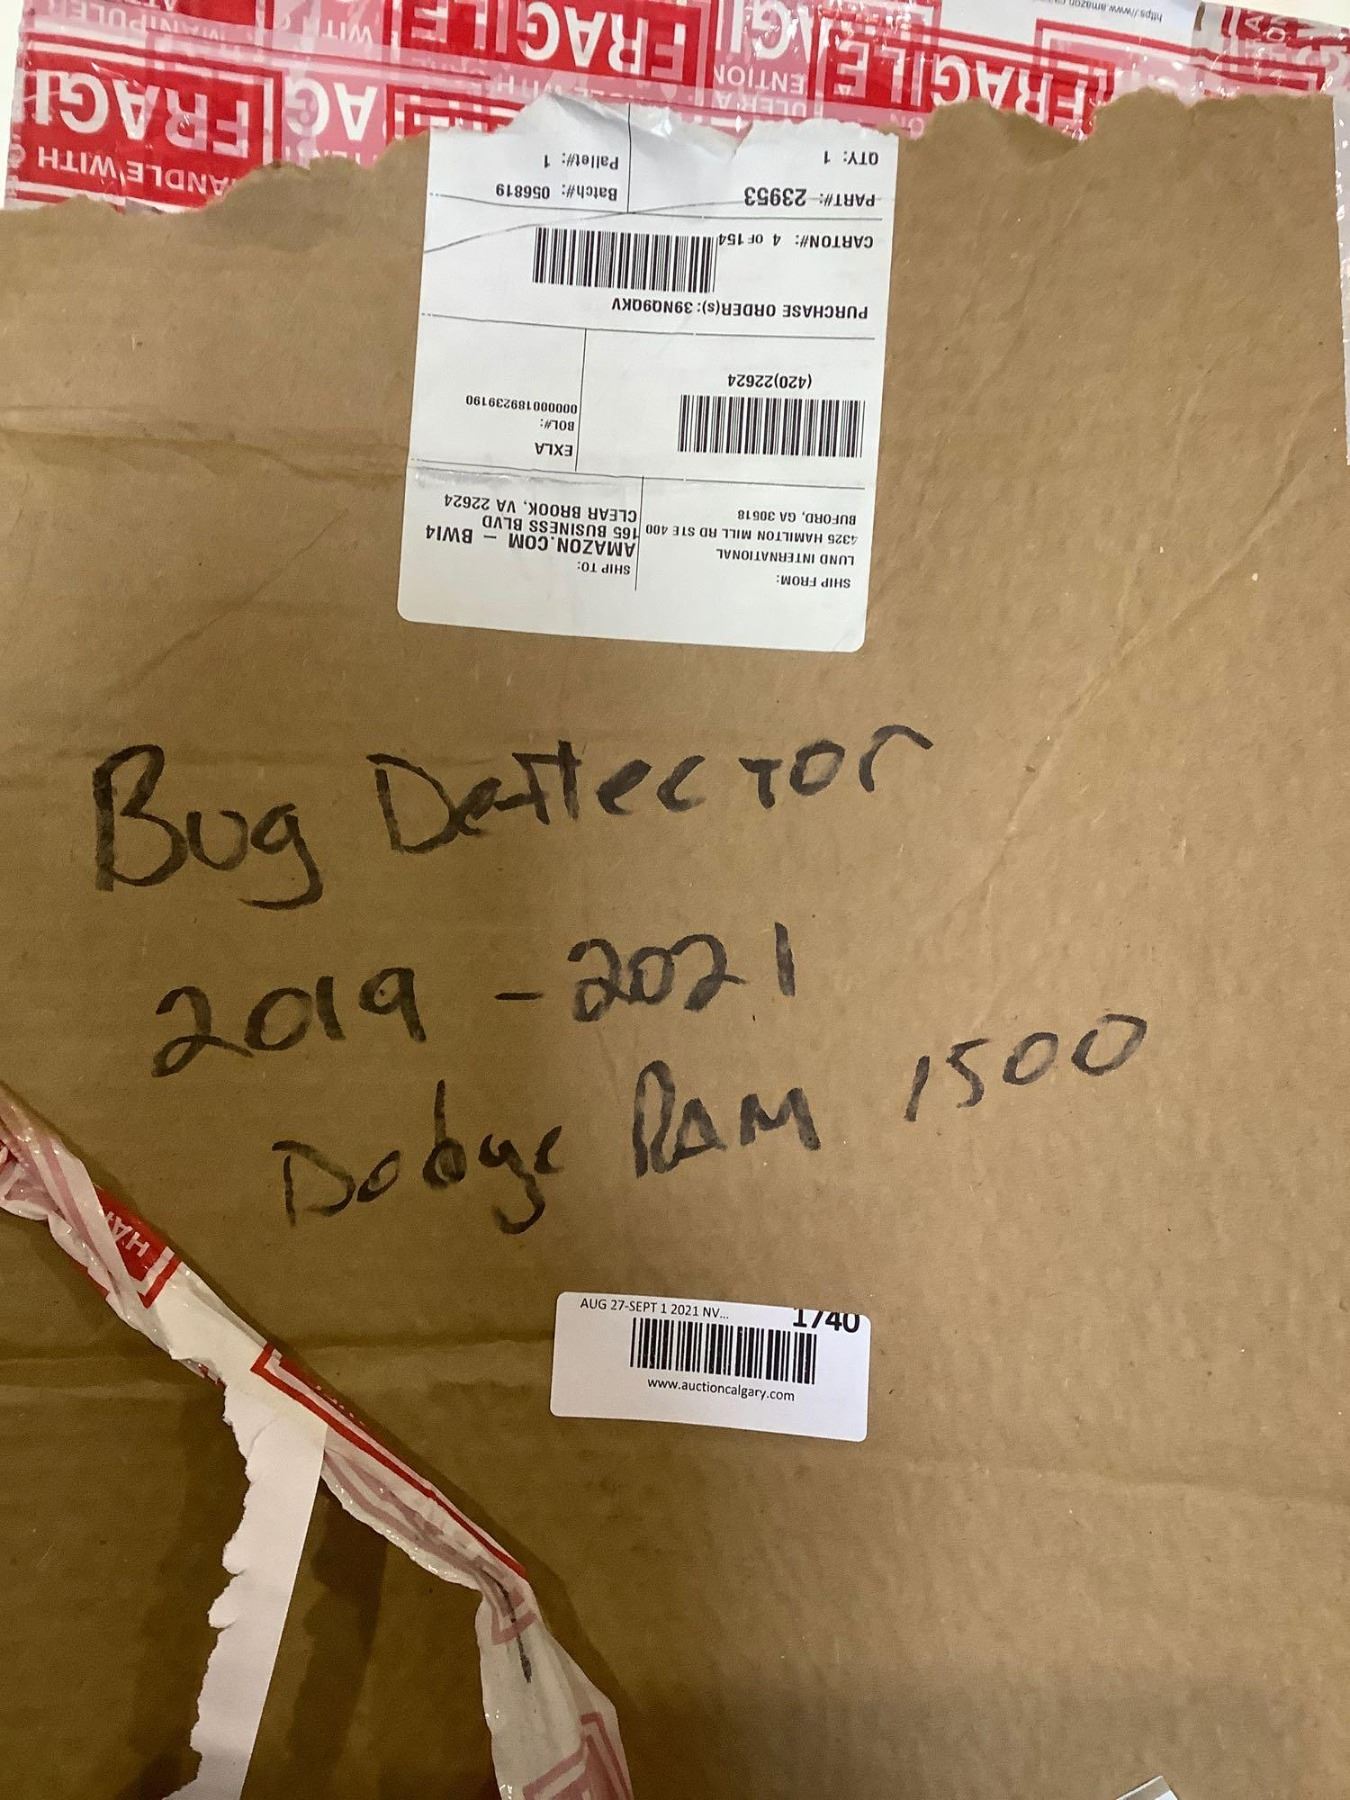 FRAGILE
HANDLE WITH
SHIP FROM:
LUND INTERNATIONAL
4325 HAMILTON MILL RD STE 400
BUFORD, GA 30518
SHIP TO:
AMAZON.COM – BWI4
165 BUSINESS BLVD
CLEAR BROOK, VA 22624
(420)22624
EXLA
BOL#:
00000001892 39190
PURCHASE ORDER(s): 39NQ9QKV
CARTON#: 4 OF 154
PART#: 23953
Batch#: 056819
QTY: 1
Pallet#: 1
Bug Deflector
2019 - 2021
Dodge RAM 1500
AUG 27-SEPT 1 2021 NV...
1740
www.auctioncalgary.com